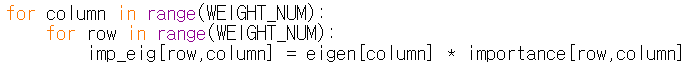 for column in range(WEIGHT_NUM):
    for row in range(WEIGHT_NUM):
        imp_eig[row,column] = eigen[column] * importance[row,column]